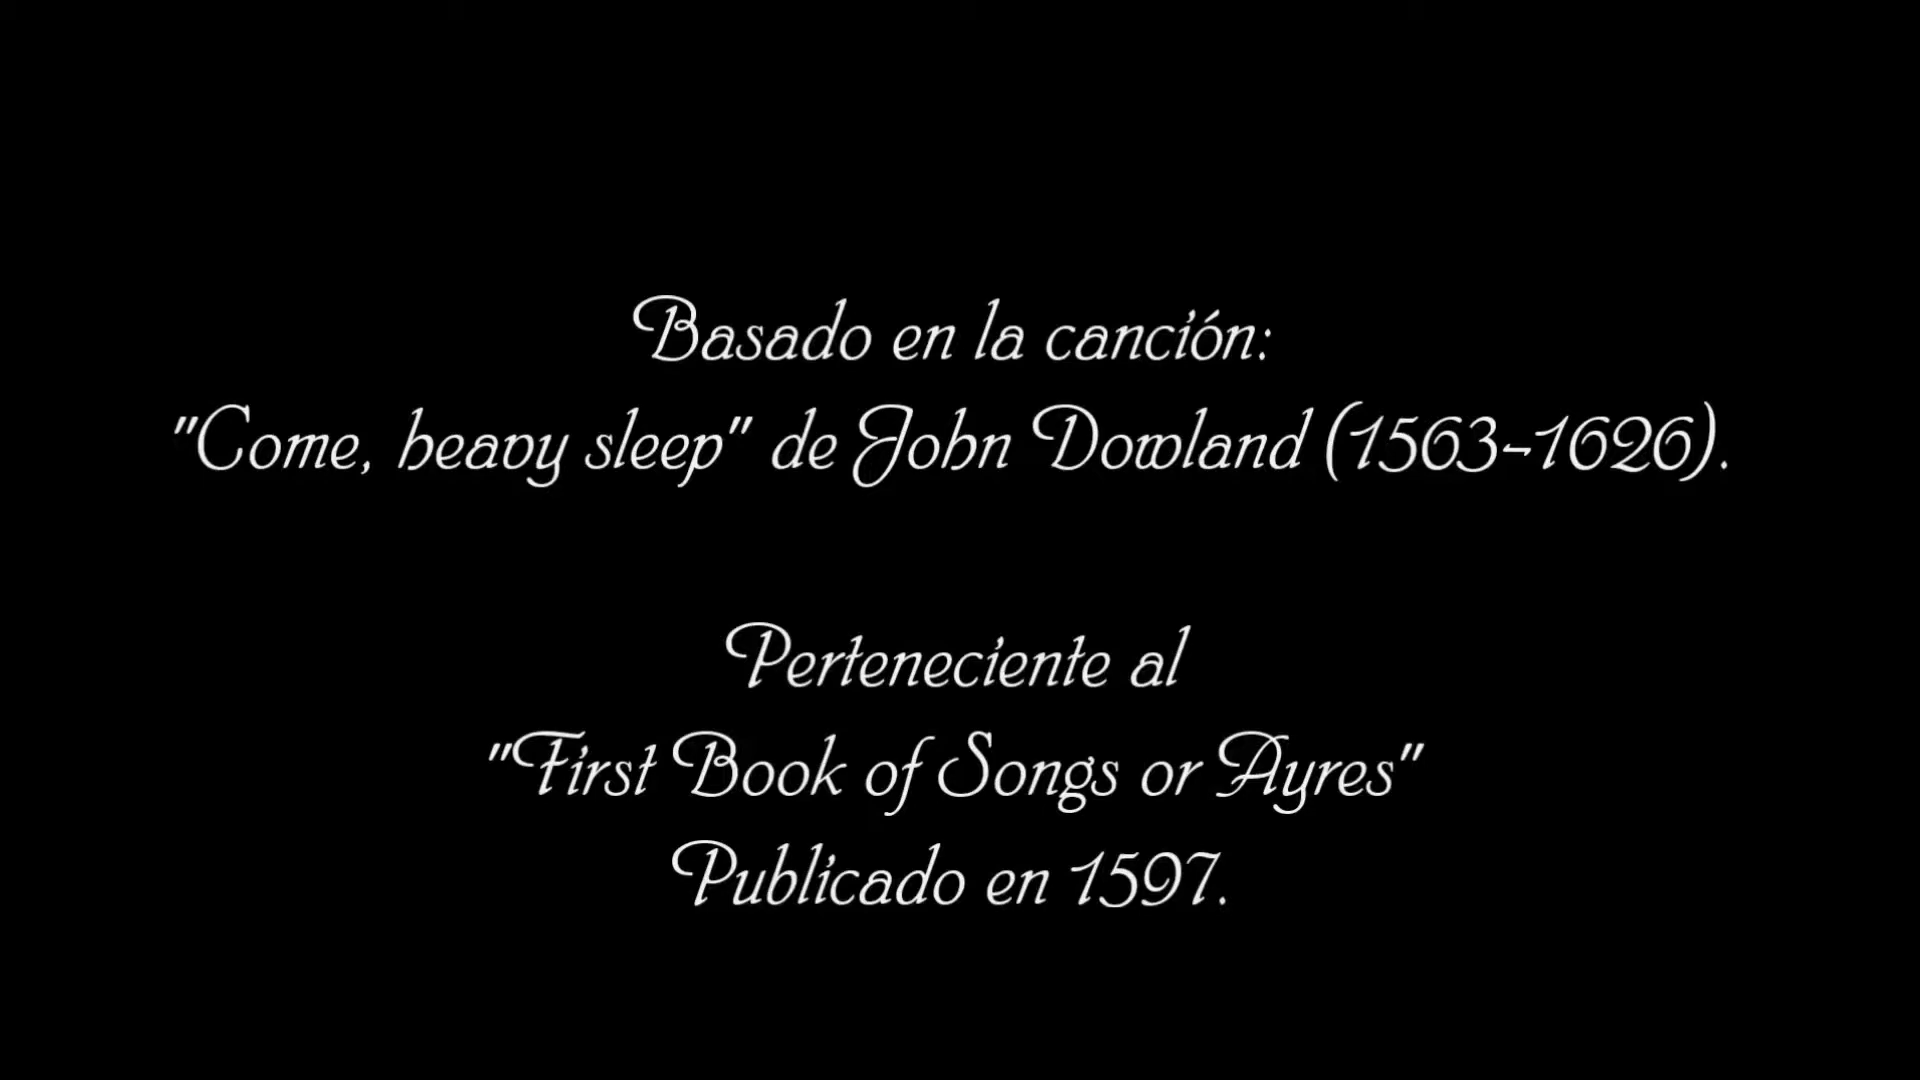 Basado en la canción:
"Come, heavy sleep" de John Dowland (1563-1626).
Perteneciente al
"First Book of Songs or Ayres"
Publicado en 1597.